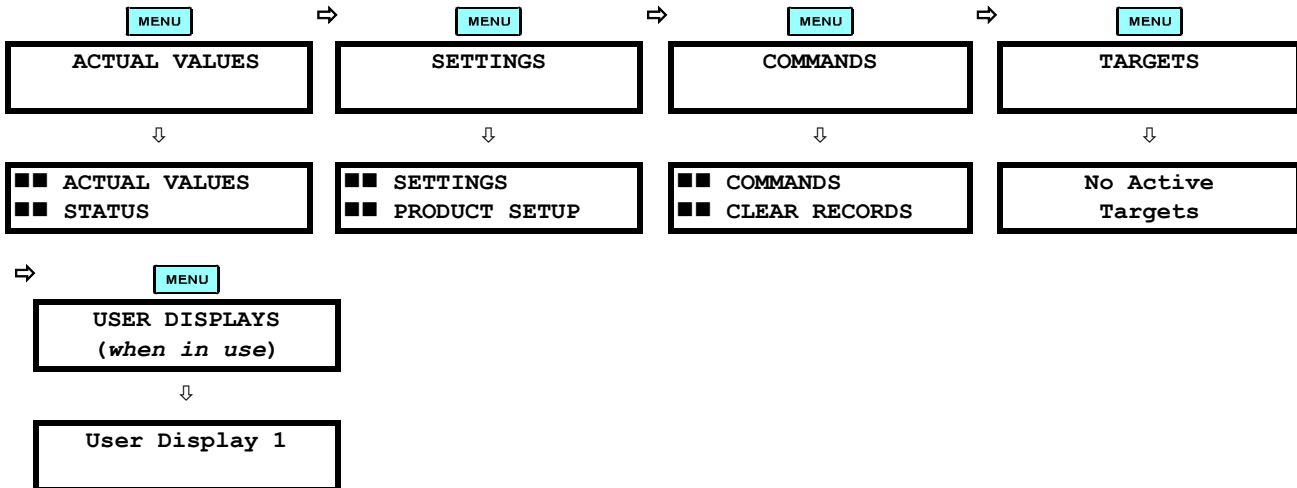 MENU ⇨ MENU ⇨ MENU ⇨ MENU
ACTUAL VALUES SETTINGS COMMANDS TARGETS
⇩ ⇩ ⇩ ⇩
■■ ACTUAL VALUES ■■ SETTINGS ■■ COMMANDS No Active
■■ STATUS ■■ PRODUCT SETUP ■■ CLEAR RECORDS Targets
⇨ MENU
USER DISPLAYS
(when in use)
⇩
User Display 1